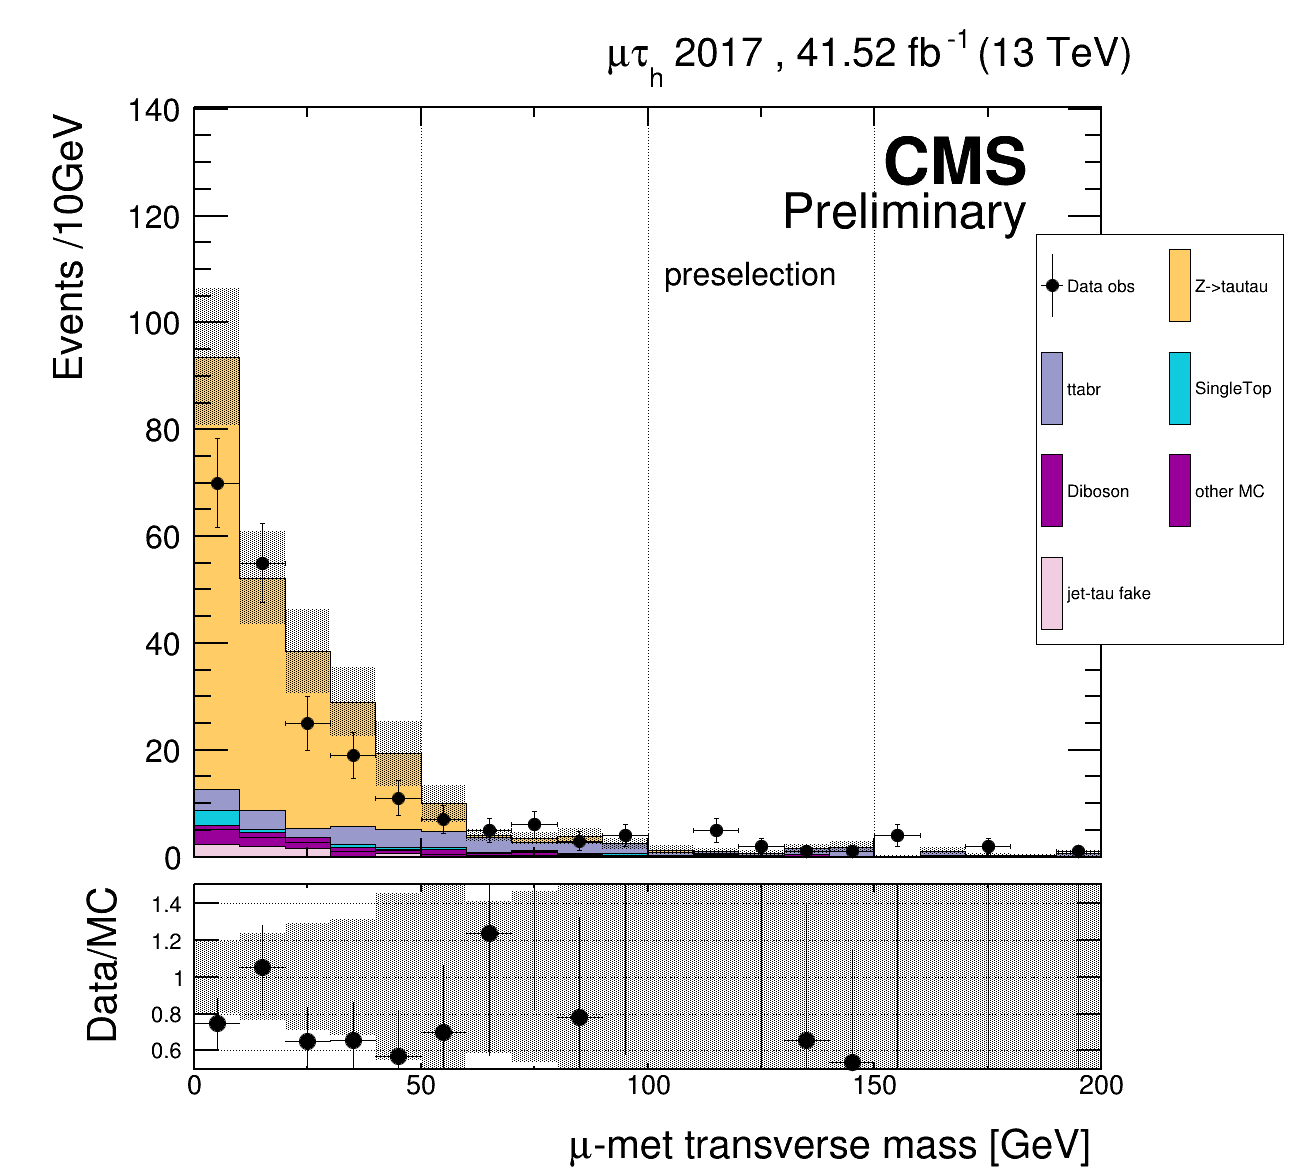 μτh 2017 , 41.52 fb-1 (13 TeV)
CMS
Preliminary
preselection
Events /10GeV
140
120
100
80
60
40
20
0
Data obs
Z->tautau
ttabr
SingleTop
Diboson
other MC
jet-tau fake
Data/MC
1.4
1.2
1
0.8
0.6
0
50
100
150
200
μ-met transverse mass [GeV]